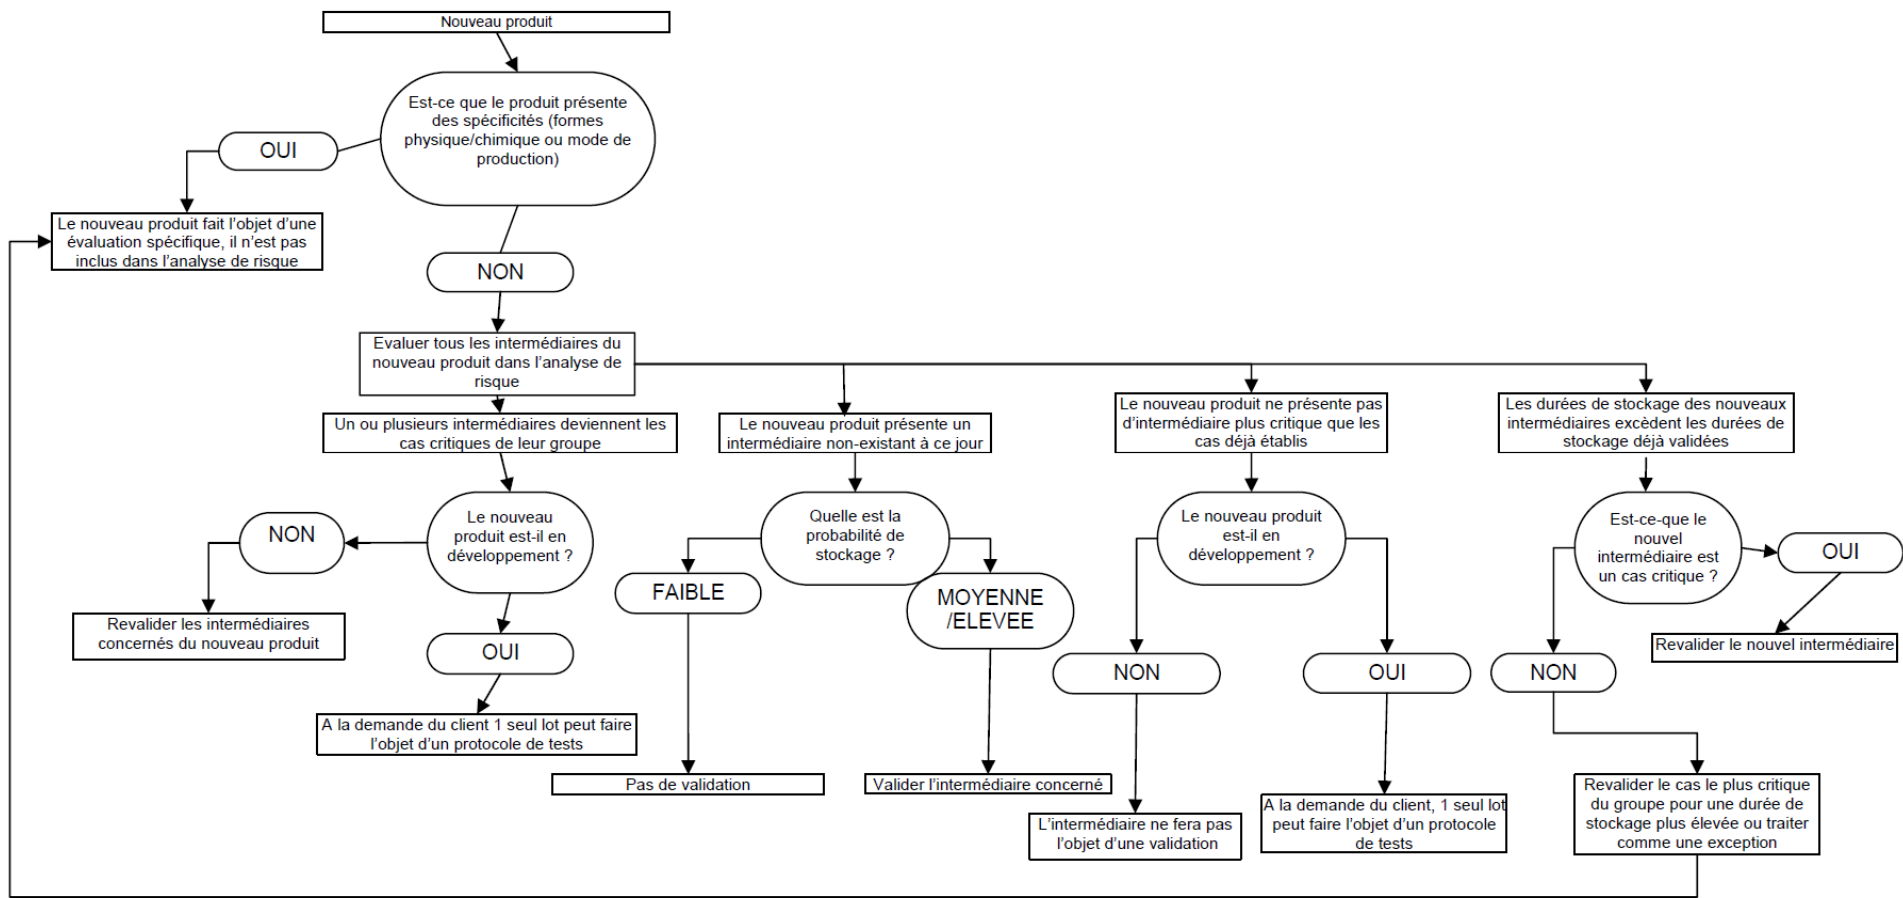 Nouveau produit
Est-ce que le produit présente
des spécificités (formes
physique/chimique ou mode de
production)
OUI
Le nouveau produit fait l'objet d'une
évaluation spécifique, il n'est pas
inclus dans l'analyse de risque
NON
Evaluer tous les intermédiaires du
nouveau produit dans l'analyse de
risque
Un ou plusieurs intermédiaires deviennent les
cas critiques de leur groupe
Le nouveau produit présente un
intermédiaire non-existant à ce jour
Le nouveau produit ne présente pas
d'intermédiaire plus critique que les
cas déjà établis
Les durées de stockage des nouveaux
intermédiaires excèdent les durées de
stockage déjà validées
Le nouveau
produit est-il en
développement ?
NON
Revalider les intermédiaires
concernés du nouveau produit
OUI
A la demande du client 1 seul lot peut faire
l'objet d'un protocole de tests
Quelle est la
probabilité de
stockage ?
FAIBLE
MOYENNE
/ELEVEE
Pas de validation
Valider l'intermédiaire concerné
Le nouveau produit
est-il en
développement ?
NON
OUI
L'intermédiaire ne fera pas
l'objet d'une validation
A la demande du client, 1 seul lot
peut faire l'objet d'un protocole
de tests
Est-ce-que le
nouvel
intermédiaire est
un cas critique ?
OUI
Revalider le nouvel intermédiaire
NON
Revalider le cas le plus critique
du groupe pour une durée de
stockage plus élevée ou traiter
comme une exception